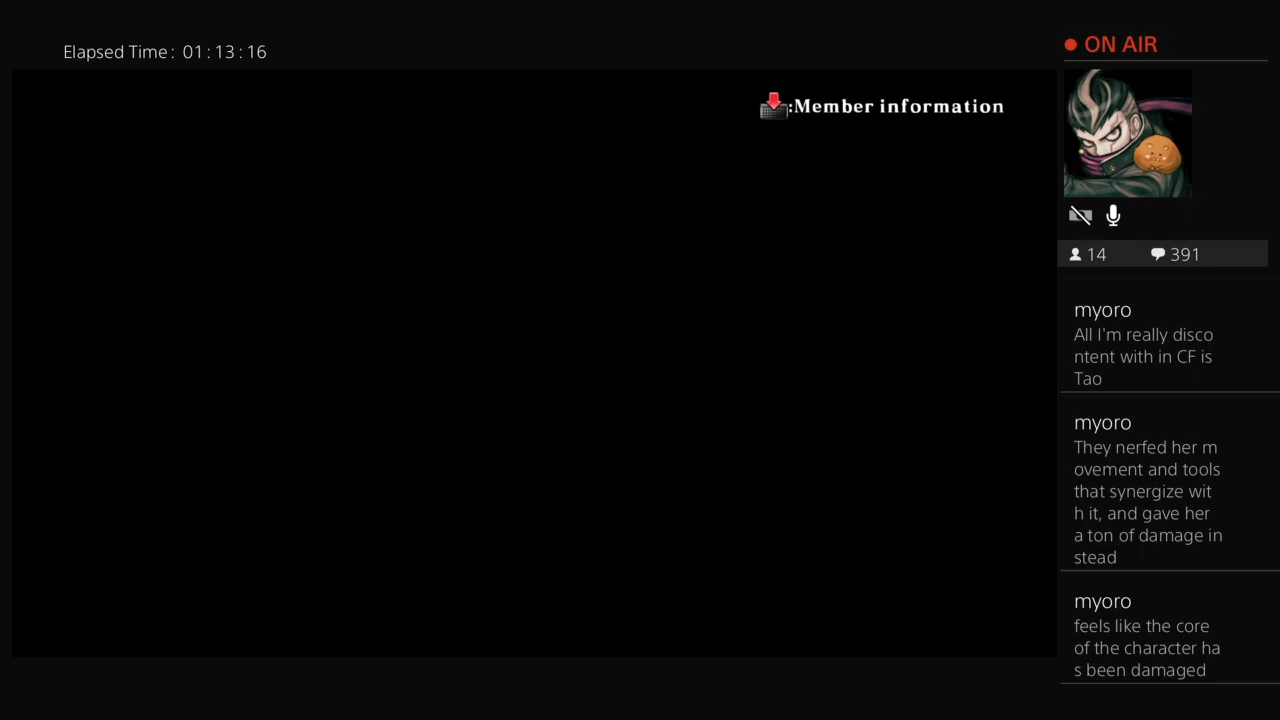 Elapsed Time: 01:13:16
ON AIR
:Member information
14 391
myoro
All I'm really disco
ntent with in CF is
Tao
myoro
They nerfed her m
ovement and tools
that synergize wit
h it, and gave her
a ton of damage in
stead
myoro
feels like the core
of the character ha
s been damaged